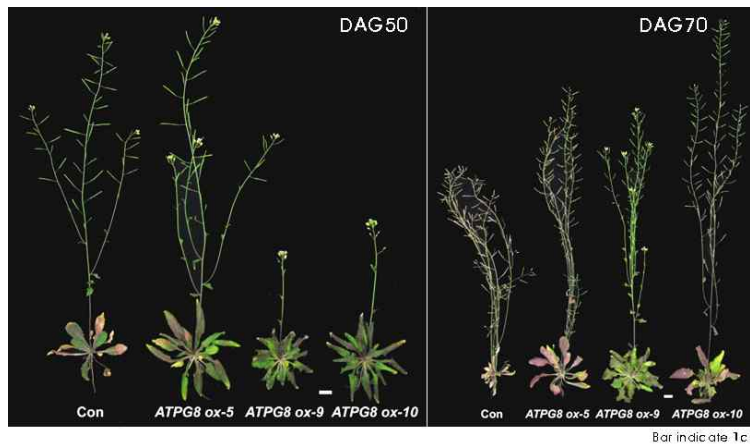 DAG50
DAG70
Con ATPG8 ox-5 ATPG8 ox-9 ATPG8 ox-10
Con ATPG8 ox-5 ATPG8 ox-9 ATPG8 ox-10
Bar indicate 1c